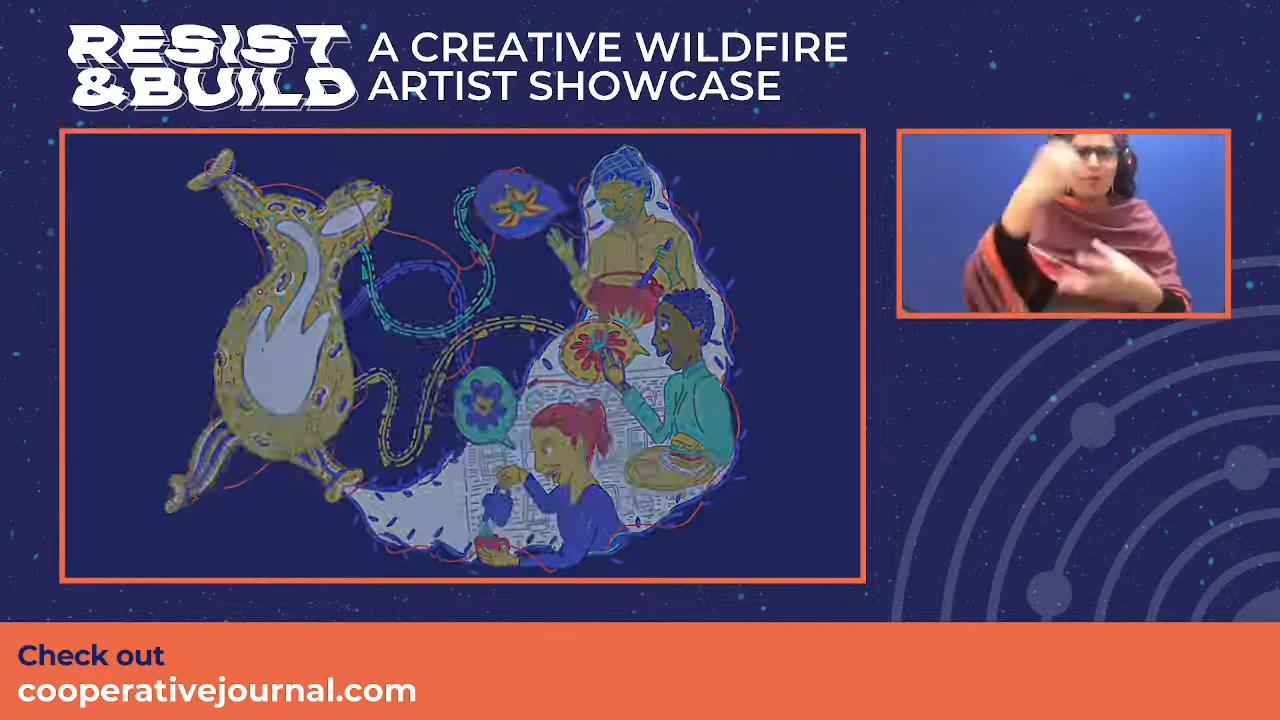 RESIST
&BUILD
A CREATIVE WILDFIRE
ARTIST SHOWCASE
Check out
cooperativejournal.com